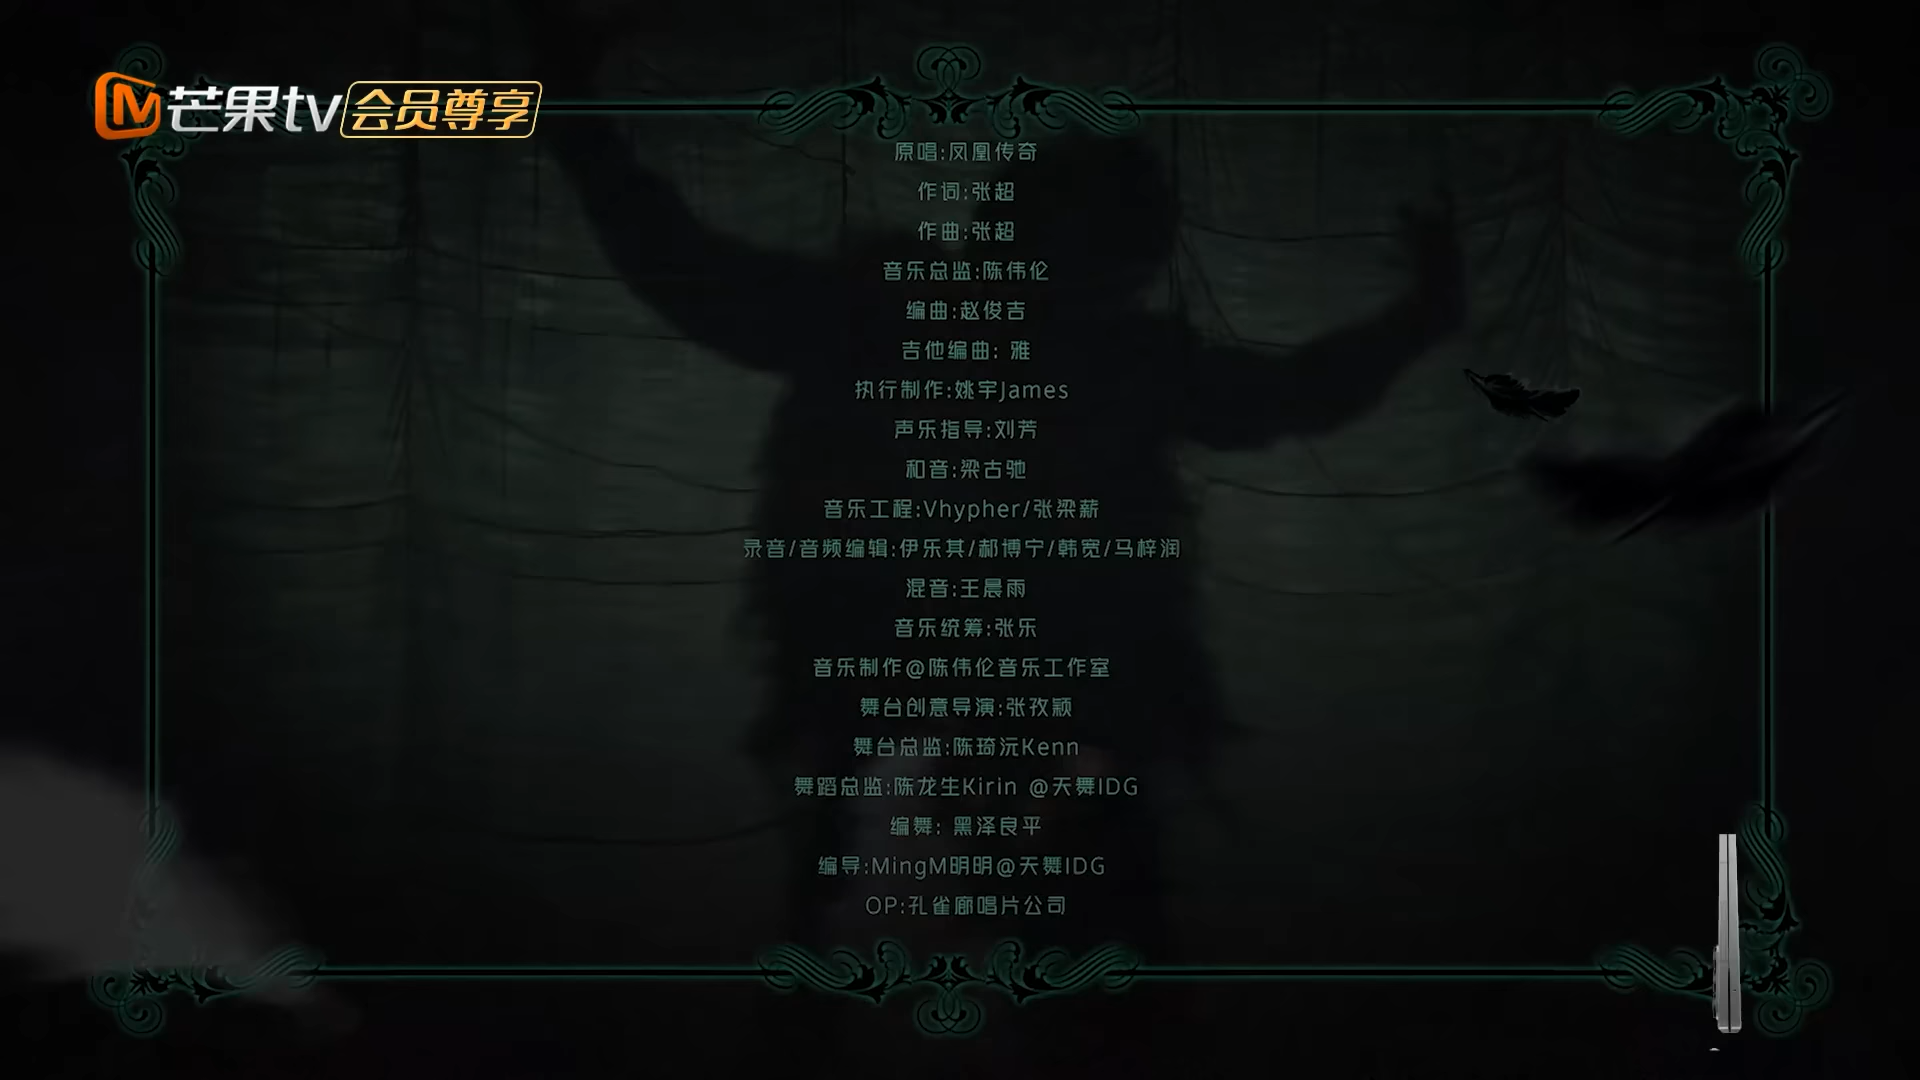 芒果tv会员尊享
原唱:凤凰传奇
作词:张超
作曲:张超
音乐总监:陈伟伦
编曲:赵俊吉
吉他编曲: 雅
执行制作:姚宇James
声乐指导:刘芳
和音:梁古驰
音乐工程:Vhypher/张梁薪
录音/音频编辑:伊乐其/郝博宁/韩宽/马梓润
混音:王晨雨
音乐统筹:张乐
音乐制作@陈伟伦音乐工作室
舞台创意导演:张孜颖
舞台总监:陈琦沅Kenn
舞蹈总监:陈龙生Kirin @天舞IDG
编舞: 黑泽良平
编导:MingM明明@天舞IDG
OP:孔雀廊唱片公司